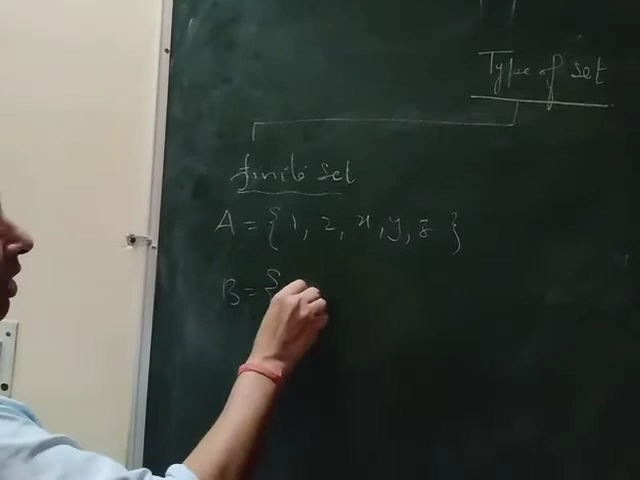 Type of set
finite set
A = { 1, 2, x, y, z }
B = {